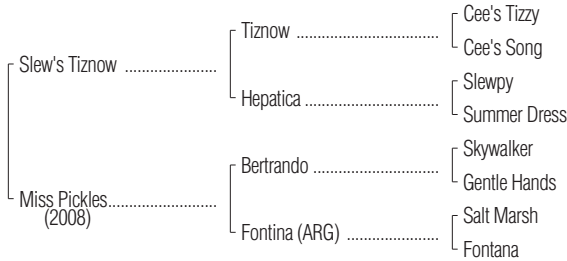 Cee's Tizzy
Tiznow
Cee's Song
Slew's Tiznow
Slewpy
Hepatica
Summer Dress
Skywalker
Bertrando
Gentle Hands
Miss Pickles
(2008)
Salt Marsh
Fontina (ARG)
Fontana